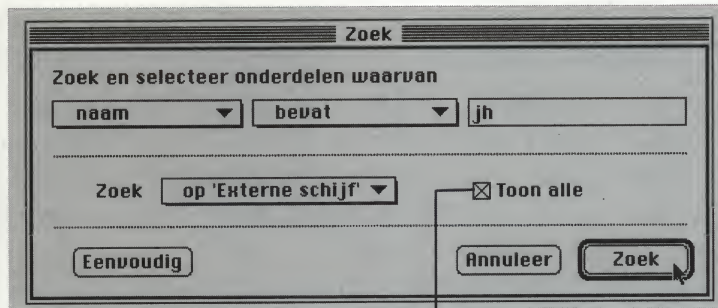 Zoek
Zoek en selecteer onderdelen waarvan
naam bevat jh
Zoek op 'Externe schijf' Toon alle
Eenvoudig Annuleer Zoek